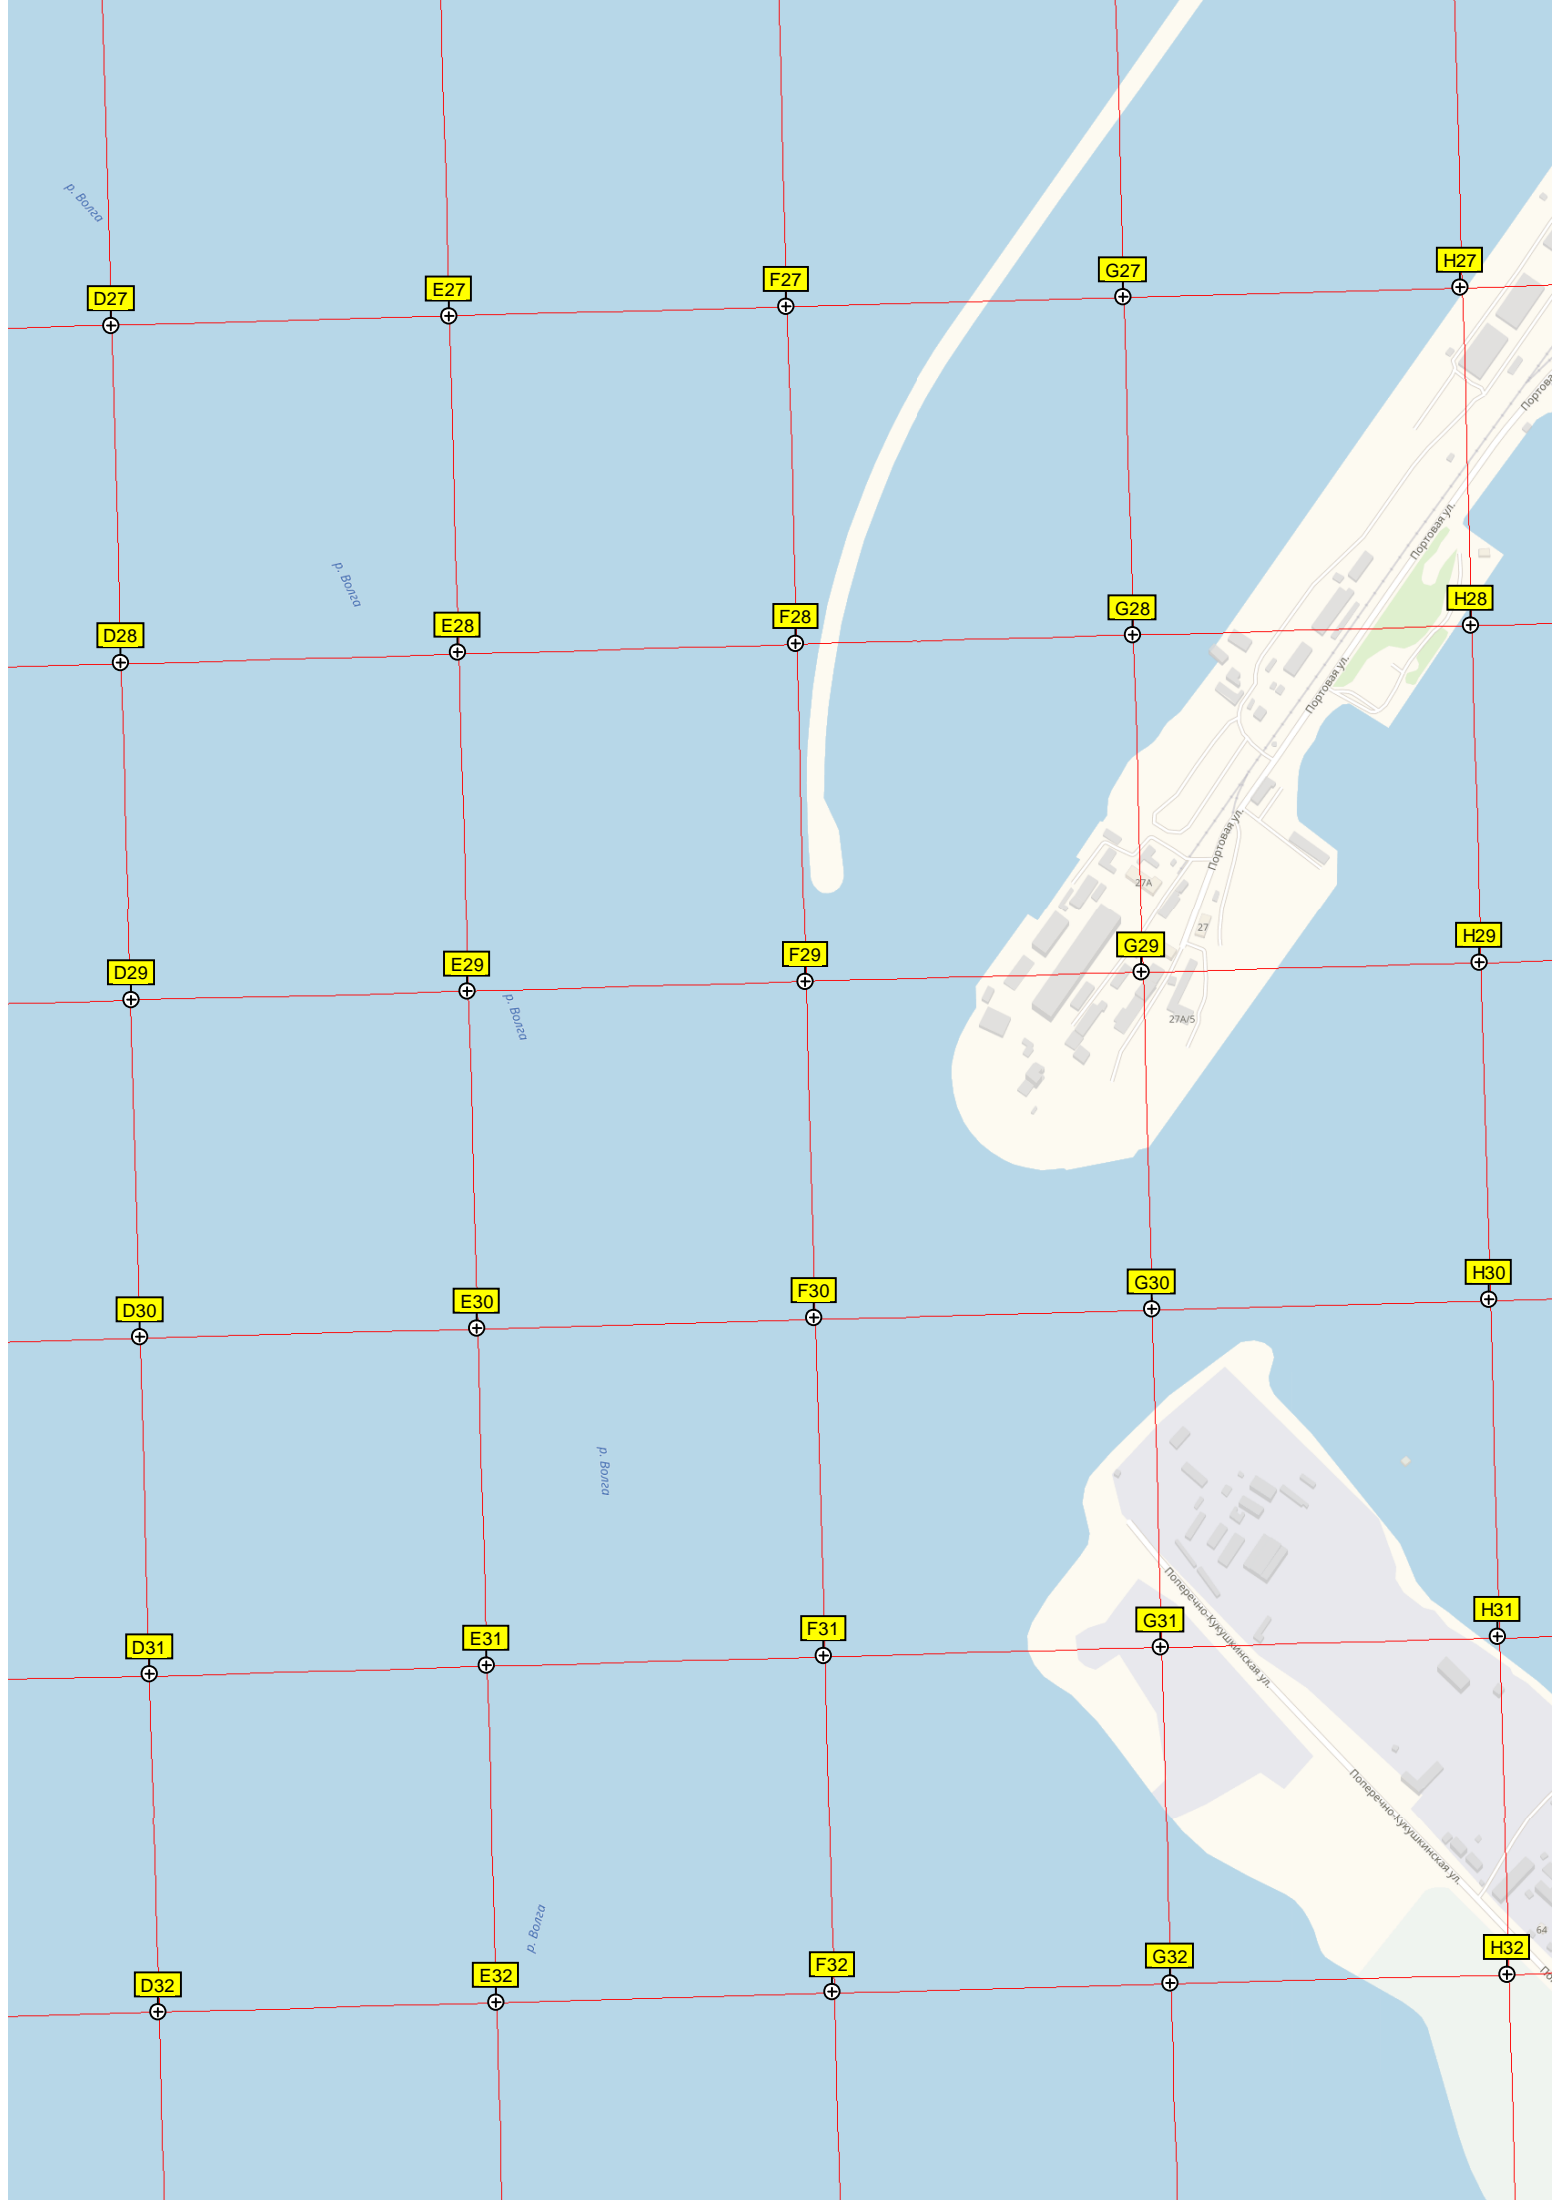 р. Волга
H27
G27
F27
E27
D27
Портова
Портовая ул.
р. Волга
H28
G28
F28
E28
D28
Портовая ул.
Портовая ул.
27А
27
H29
G29
F29
E29
D29
р. Волга
27А/5
H30
G30
F30
E30
D30
р. Волга
Поперечно-Кукушкинская ул.
H31
G31
F31
E31
D31
Поперечно-Кукушкинская ул.
р. Волга
64
H32
G32
F32
E32
D32